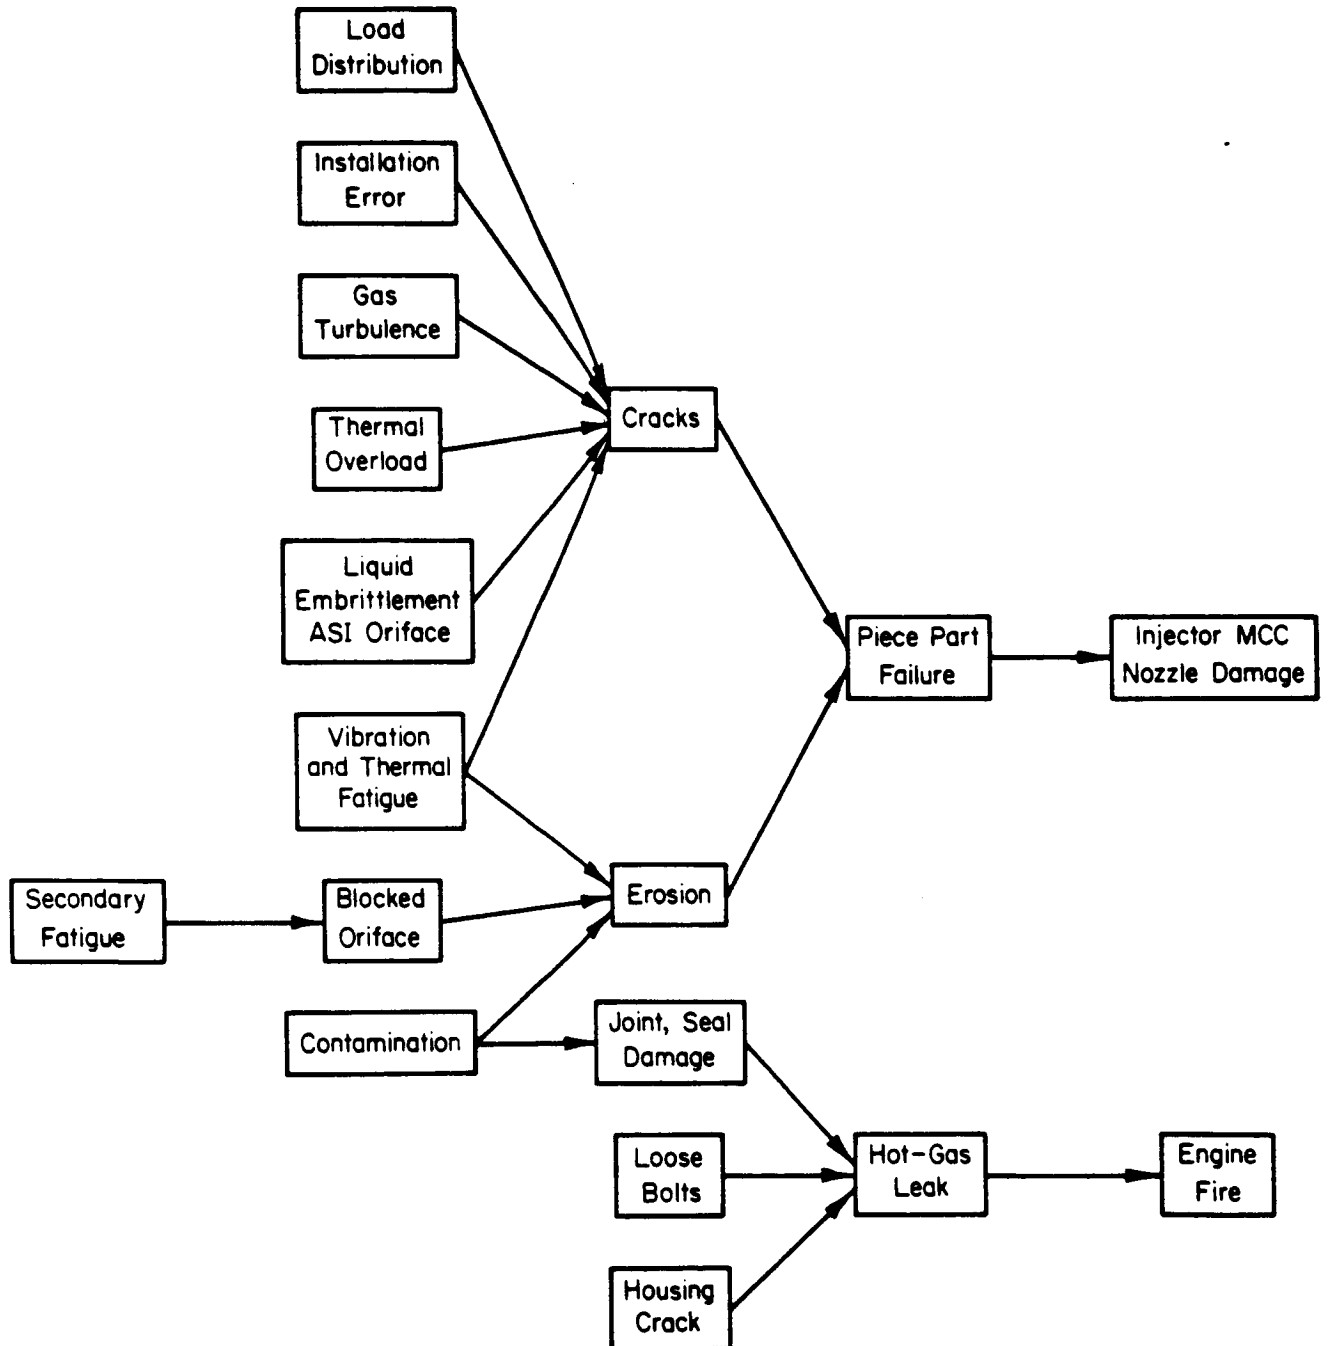 Load
Distribution
Installation
Error
Gas
Turbulence
Thermal
Overload
Cracks
Liquid
Embrittlement
ASI Oriface
Piece Part
Failure
Injector MCC
Nozzle Damage
Vibration
and Thermal
Fatigue
Secondary
Fatigue
Blocked
Oriface
Erosion
Contamination
Joint, Seal
Damage
Loose
Bolts
Hot-Gas
Leak
Engine
Fire
Housing
Crack